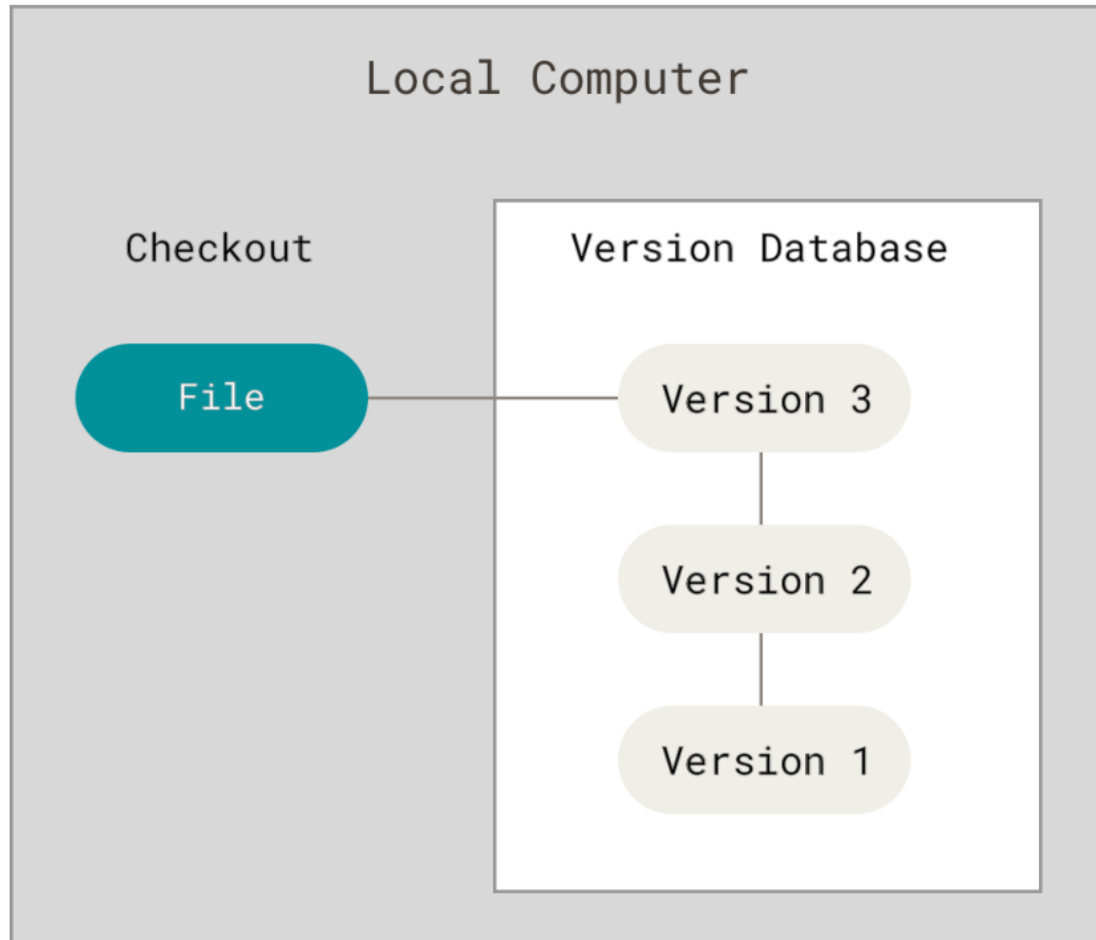 Local Computer
Checkout
Version Database
File
Version 3
Version 2
Version 1